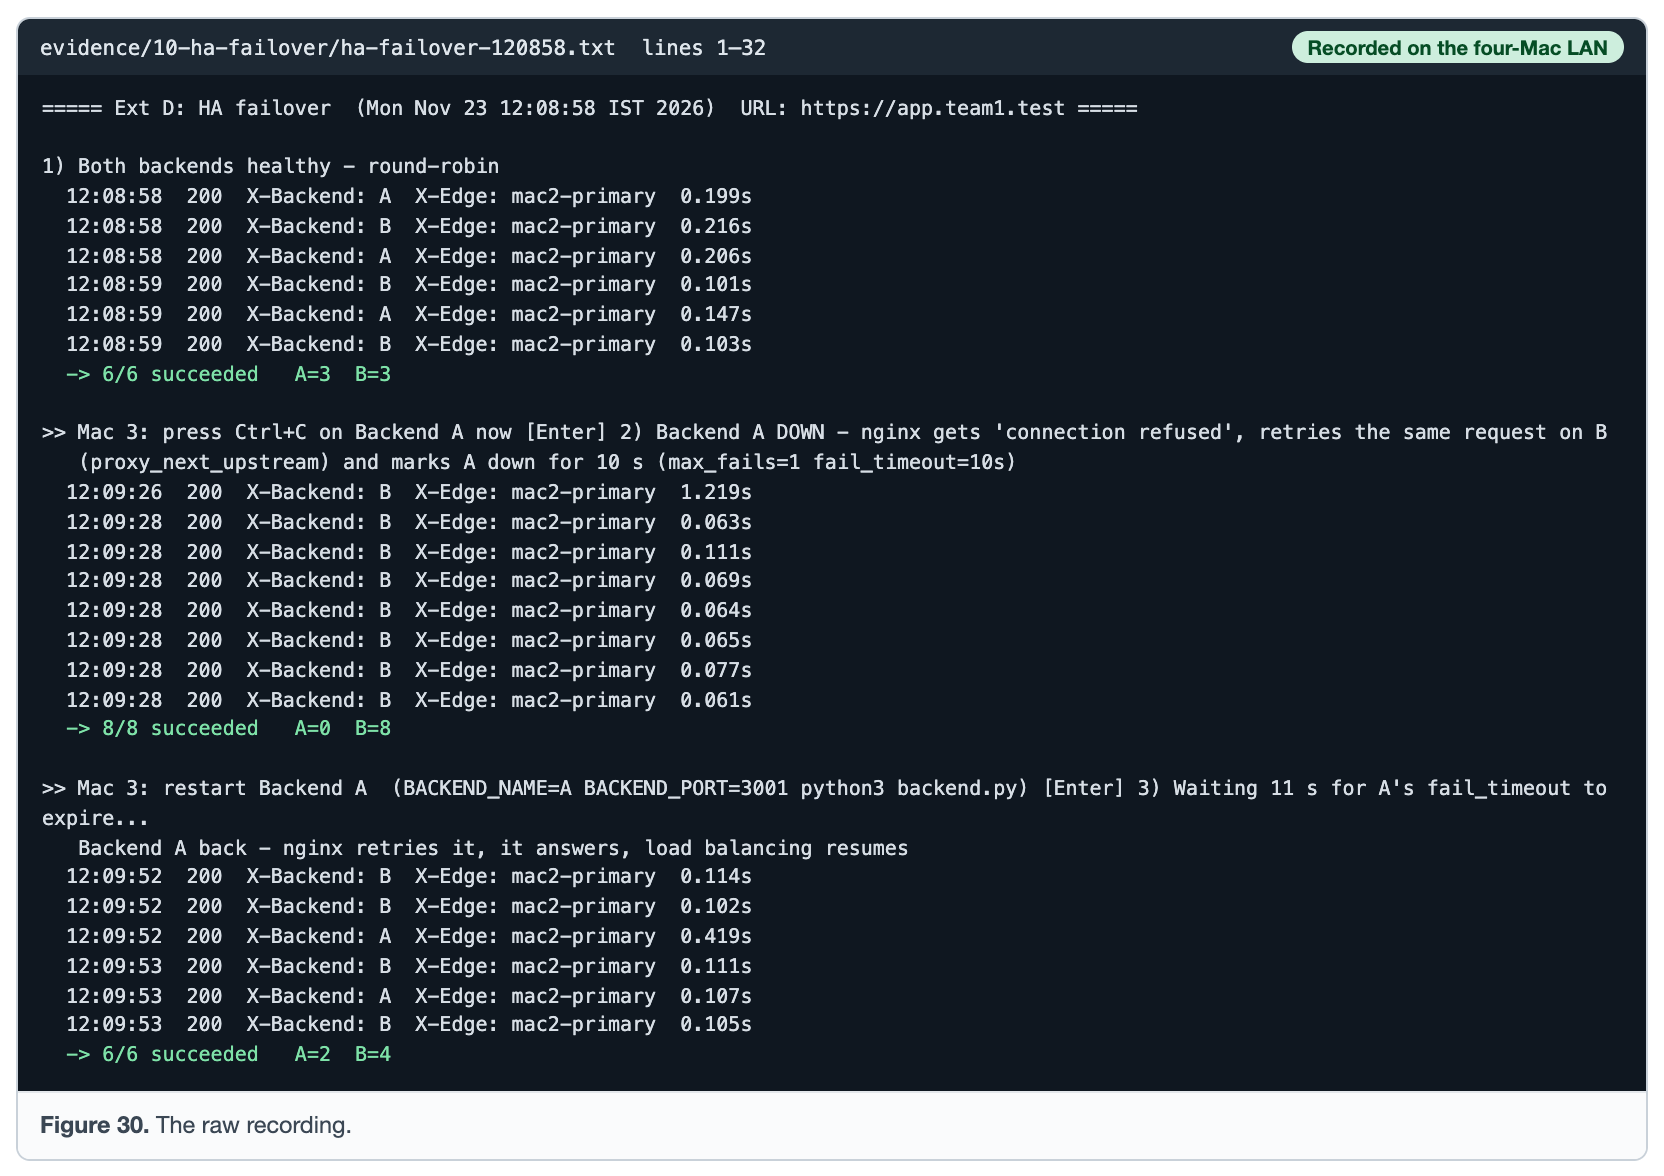 evidence/10-ha-failover/ha-failover-120858.txt  lines 1–32
Recorded on the four-Mac LAN
===== Ext D: HA failover  (Mon Nov 23 12:08:58 IST 2026)  URL: https://app.team1.test =====
1) Both backends healthy — round-robin
12:08:58  200  X-Backend: A  X-Edge: mac2-primary  0.199s
12:08:58  200  X-Backend: B  X-Edge: mac2-primary  0.216s
12:08:58  200  X-Backend: A  X-Edge: mac2-primary  0.206s
12:08:59  200  X-Backend: B  X-Edge: mac2-primary  0.101s
12:08:59  200  X-Backend: A  X-Edge: mac2-primary  0.147s
12:08:59  200  X-Backend: B  X-Edge: mac2-primary  0.103s
-> 6/6 succeeded   A=3  B=3
>> Mac 3: press Ctrl+C on Backend A now [Enter] 2) Backend A DOWN — nginx gets 'connection refused', retries the same request on B
(proxy_next_upstream) and marks A down for 10 s (max_fails=1 fail_timeout=10s)
12:09:26  200  X-Backend: B  X-Edge: mac2-primary  1.219s
12:09:28  200  X-Backend: B  X-Edge: mac2-primary  0.063s
12:09:28  200  X-Backend: B  X-Edge: mac2-primary  0.111s
12:09:28  200  X-Backend: B  X-Edge: mac2-primary  0.069s
12:09:28  200  X-Backend: B  X-Edge: mac2-primary  0.064s
12:09:28  200  X-Backend: B  X-Edge: mac2-primary  0.065s
12:09:28  200  X-Backend: B  X-Edge: mac2-primary  0.077s
12:09:28  200  X-Backend: B  X-Edge: mac2-primary  0.061s
-> 8/8 succeeded   A=0  B=8
>> Mac 3: restart Backend A  (BACKEND_NAME=A BACKEND_PORT=3001 python3 backend.py) [Enter] 3) Waiting 11 s for A's fail_timeout to
expire...
Backend A back — nginx retries it, it answers, load balancing resumes
12:09:52  200  X-Backend: B  X-Edge: mac2-primary  0.114s
12:09:52  200  X-Backend: B  X-Edge: mac2-primary  0.102s
12:09:52  200  X-Backend: A  X-Edge: mac2-primary  0.419s
12:09:53  200  X-Backend: B  X-Edge: mac2-primary  0.111s
12:09:53  200  X-Backend: A  X-Edge: mac2-primary  0.107s
12:09:53  200  X-Backend: B  X-Edge: mac2-primary  0.105s
-> 6/6 succeeded   A=2  B=4
Figure 30. The raw recording.